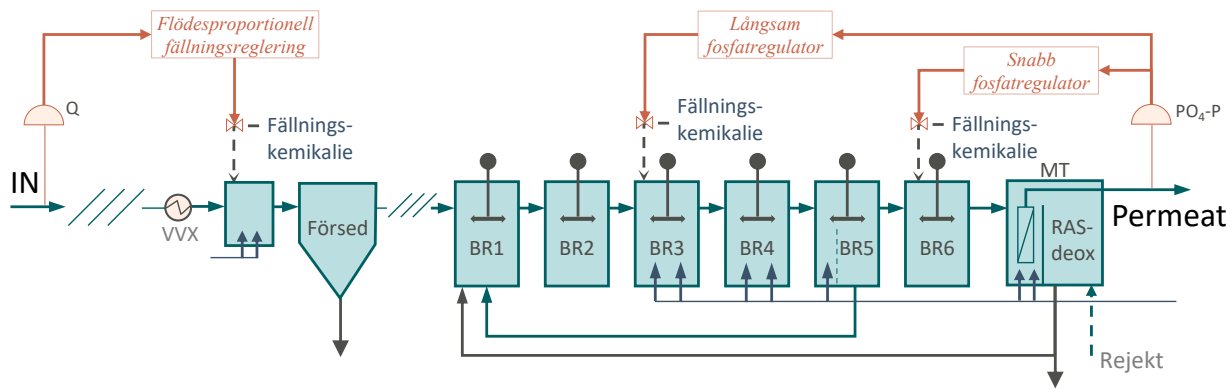 Flödesproportionell
fällningsreglering
Långsam
fosfatregulator
Snabb
fosfatregulator
Q
PO4-P
Fällnings-
kemikalie
Fällnings-
kemikalie
Fällnings-
kemikalie
IN
VVX
Försed
BR1
BR2
BR3
BR4
BR5
BR6
MT
RAS-
deox
Permeat
Rejekt